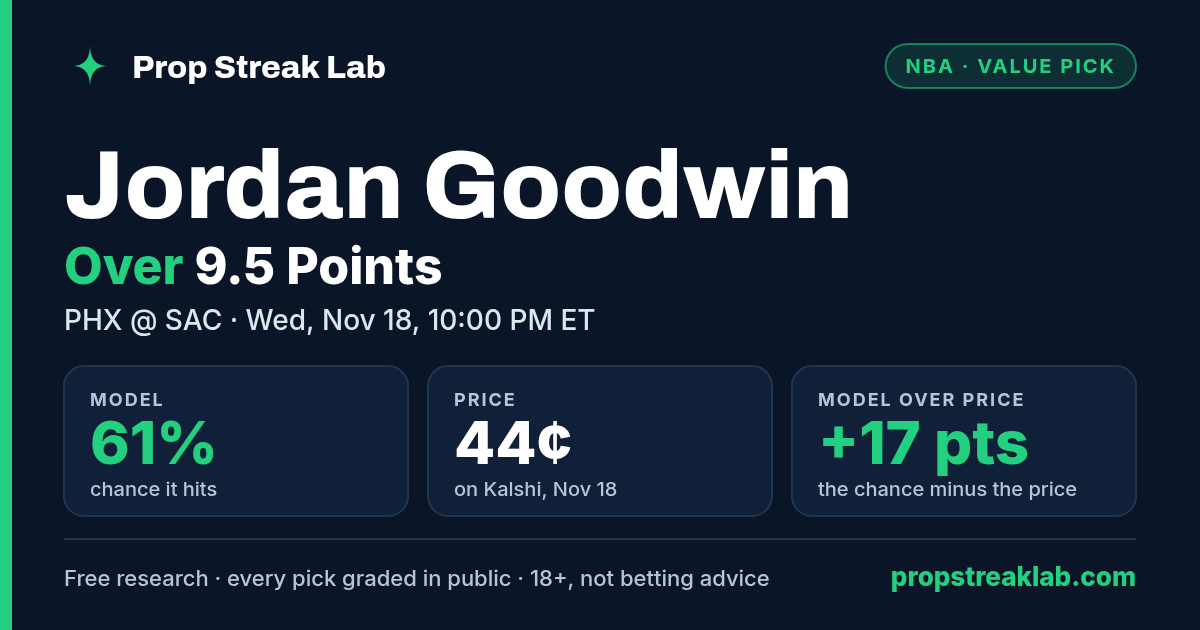 Prop Streak Lab
NBA · VALUE PICK
Jordan Goodwin
Over 9.5 Points
PHX @ SAC · Wed, Nov 18, 10:00 PM ET
MODEL
61%
chance it hits
PRICE
44¢
on Kalshi, Nov 18
MODEL OVER PRICE
+17 pts
the chance minus the price
Free research · every pick graded in public · 18+, not betting advice
propstreaklab.com